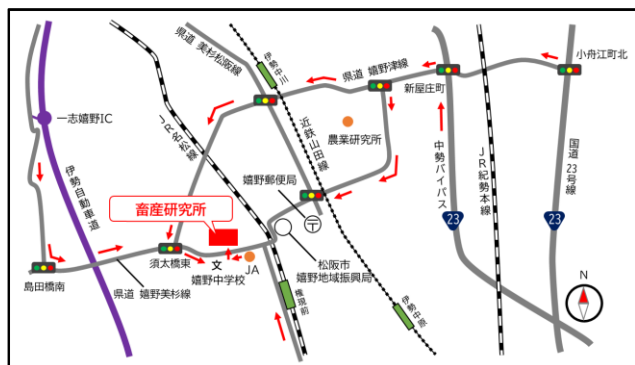 小舟江町北
県道 美杉松阪線
伊勢中川
県道 嬉野津線
新屋庄町
一志嬉野IC
JR名松線
近鉄山田線
農業研究所
中勢バイパス
JR紀勢本線
国道 23号線
伊勢自動車道
嬉野郵便局
〒
畜産研究所
23
23
須太橋東
文
嬉野中学校
JA
松阪市
嬉野地域振興局
島田橋南
県道 嬉野美杉線
権現前
伊勢中原
N